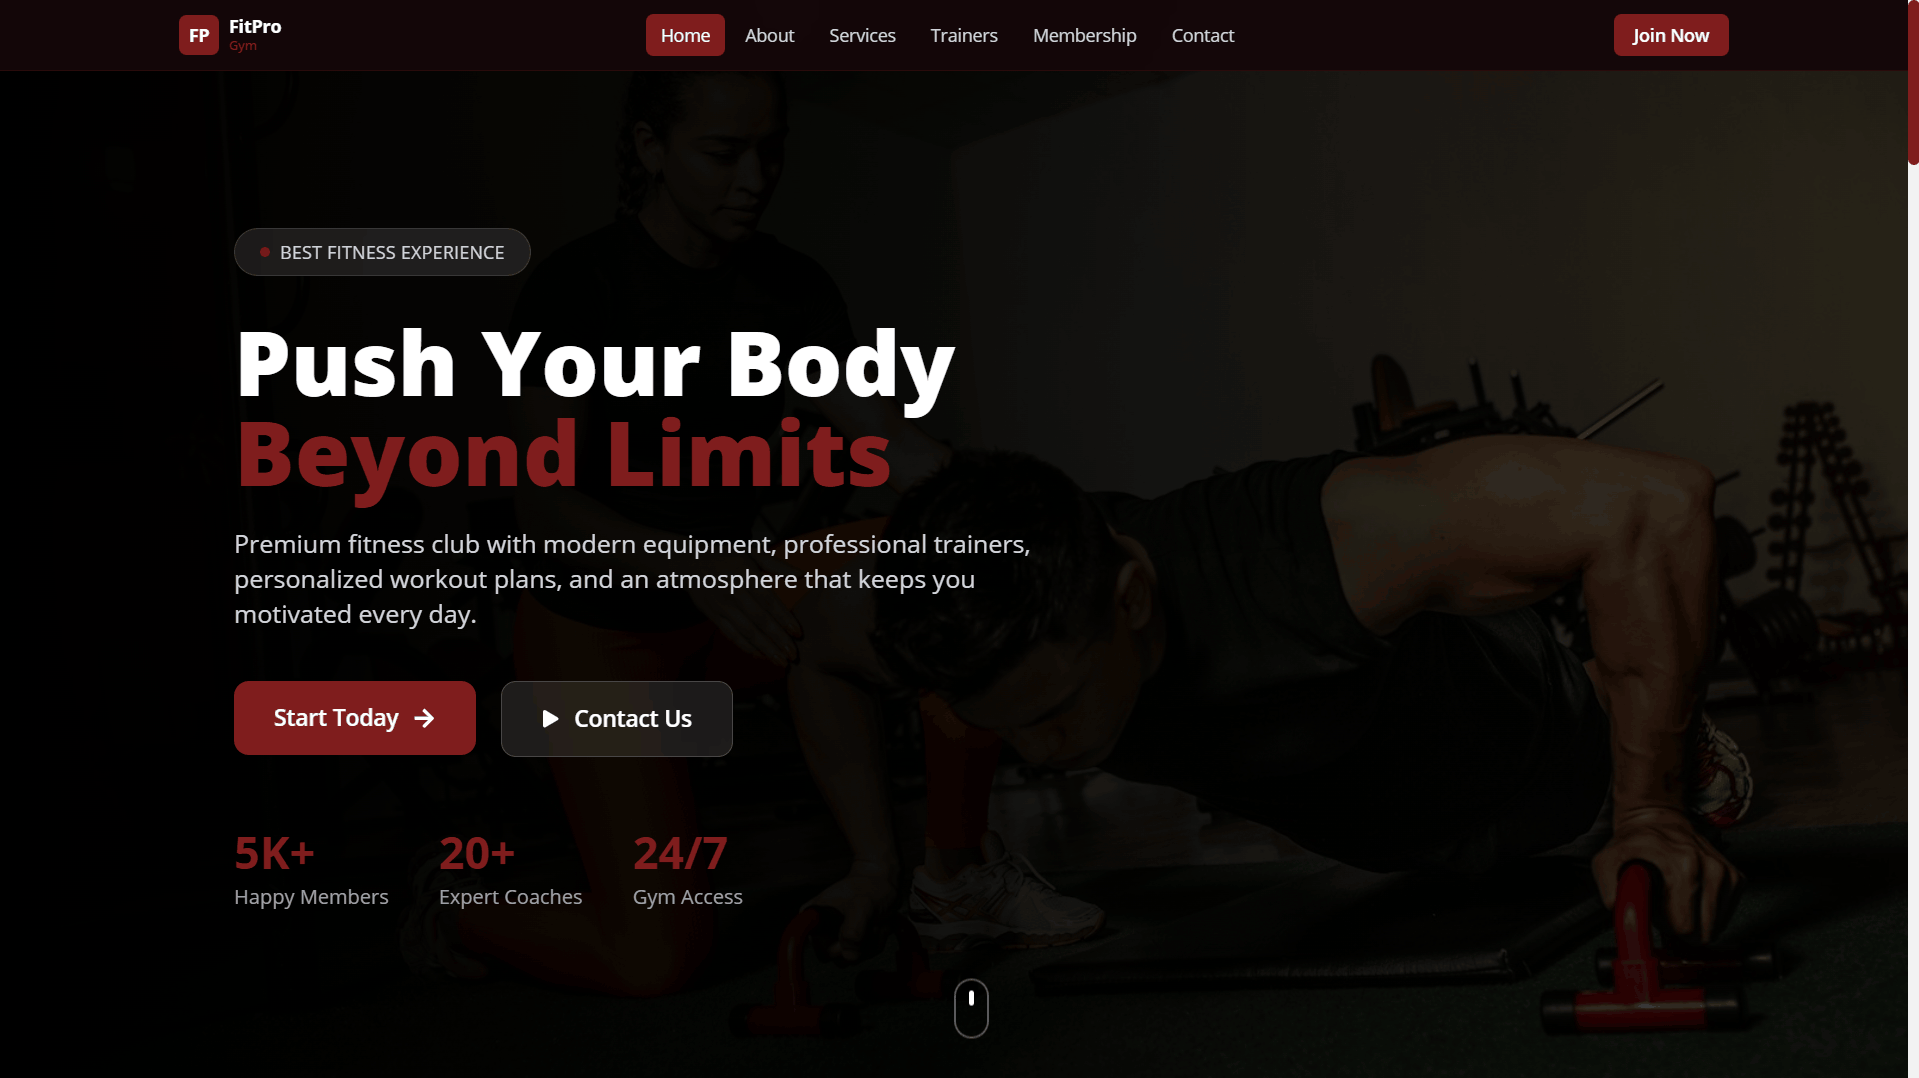 FP
FitPro
Gym
Home
About
Services
Trainers
Membership
Contact
Join Now
BEST FITNESS EXPERIENCE
Push Your Body
Beyond Limits
Premium fitness club with modern equipment, professional trainers,
personalized workout plans, and an atmosphere that keeps you
motivated every day.
Start Today
Contact Us
5K+
Happy Members
20+
Expert Coaches
24/7
Gym Access